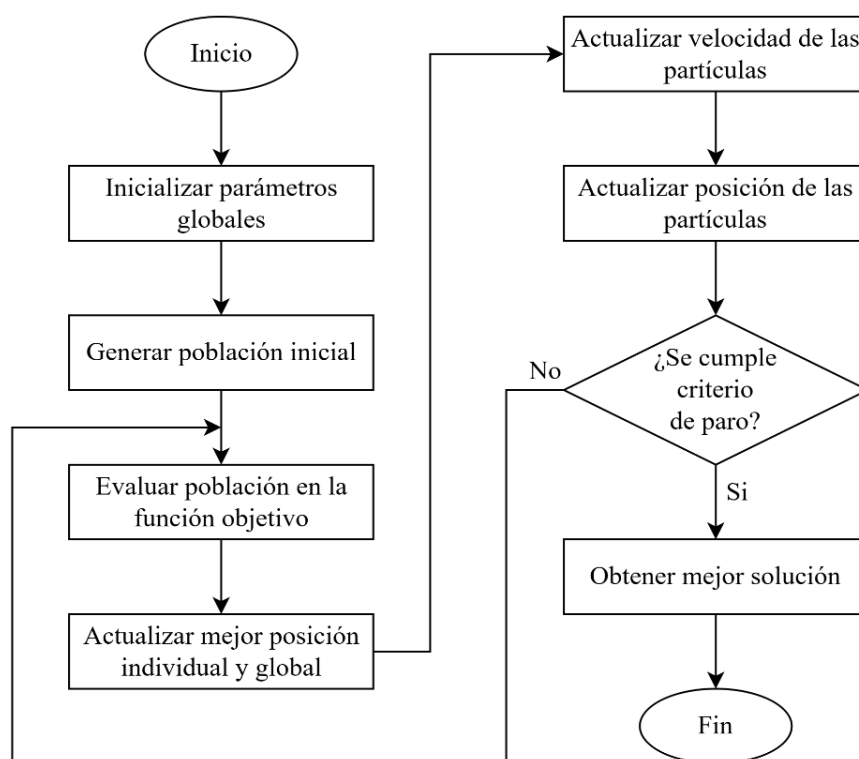 Inicio
Inicializar parámetros
globales
Generar población inicial
Evaluar población en la
función objetivo
Actualizar mejor posición
individual y global
Actualizar velocidad de las
partículas
Actualizar posición de las
partículas
¿Se cumple
criterio
de paro?
No
Si
Obtener mejor solución
Fin